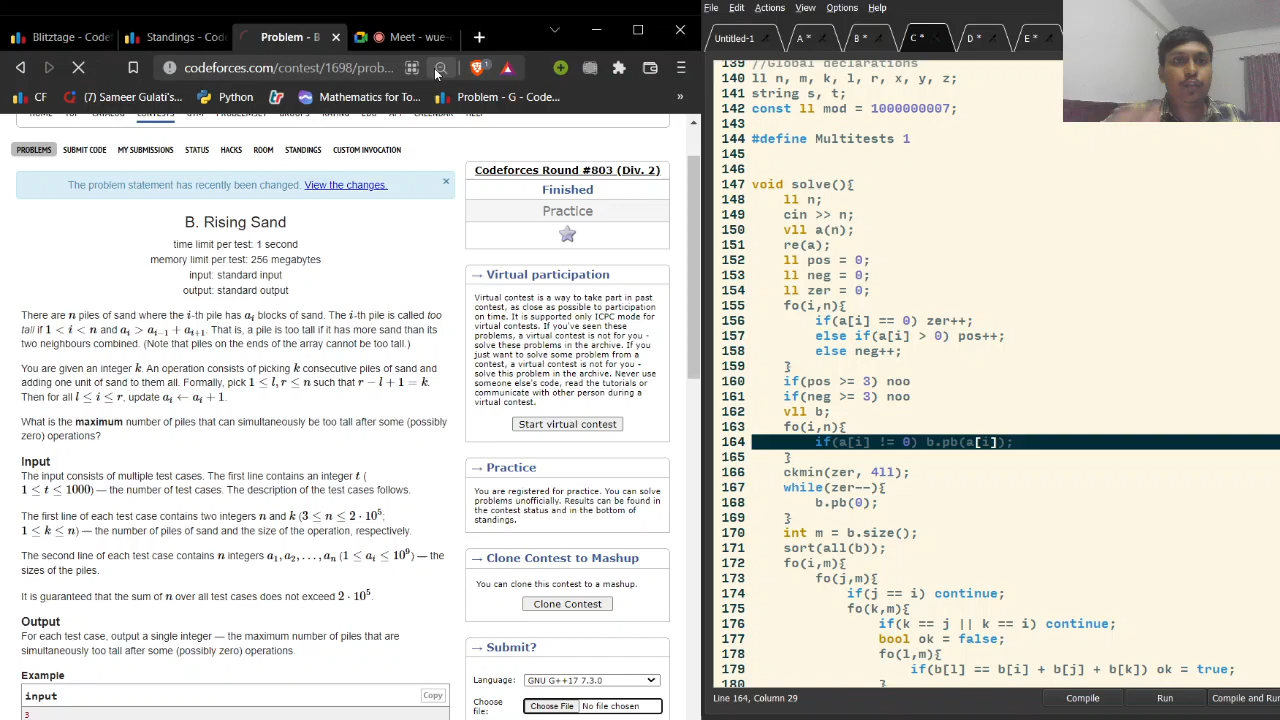 Blitztage - Code
Standings - Code
Problem - B
Meet - wue-
codeforces.com/contest/1698/prob...
CF
(7) Sameet Gulati's...
Python
Mathematics for To...
Problem - G - Code...
PROBLEMS SUBMIT CODE MY SUBMISSIONS STATUS HACKS ROOM STANDINGS CUSTOM INVOCATION
The problem statement has recently been changed. View the changes.
B. Rising Sand
time limit per test: 1 second
memory limit per test: 256 megabytes
input: standard input
output: standard output
There are n piles of sand where the i-th pile has ai blocks of sand. The i-th pile is called too
tall if 1 < i < n and ai > ai−1 + ai+1. That is, a pile is too tall if it has more sand than its
two neighbours combined. (Note that piles on the ends of the array cannot be too tall.)
You are given an integer k. An operation consists of picking k consecutive piles of sand and
adding one unit of sand to them all. Formally, pick 1 ≤ l, r ≤ n such that r − l + 1 = k.
Then for all l ≤ i ≤ r, update ai ← ai + 1.
What is the maximum number of piles that can simultaneously be too tall after some (possibly
zero) operations?
Input
The input consists of multiple test cases. The first line contains an integer t (
1 ≤ t ≤ 1000) — the number of test cases. The description of the test cases follows.
The first line of each test case contains two integers n and k (3 ≤ n ≤ 2 · 10^5,
1 ≤ k ≤ n) — the number of piles of sand and the size of the operation, respectively.
The second line of each test case contains n integers a1, a2, . . . , an (1 ≤ ai ≤ 10^9) — the
sizes of the piles.
It is guaranteed that the sum of n over all test cases does not exceed 2 · 10^5.
Output
For each test case, output a single integer — the maximum number of piles that are
simultaneously too tall after some (possibly zero) operations.
Example
input
Copy
3
Codeforces Round #803 (Div. 2)
Finished
Practice
→ Virtual participation
Virtual contest is a way to take part in past
contest, as close as possible to participation
on time. It is supported only ICPC mode for
virtual contests. If you've seen these
problems, a virtual contest is not for you -
solve these problems in the archive. If you
just want to solve some problem from a
contest, a virtual contest is not for you -
solve this problem in the archive. Never use
someone else's code, read the tutorials or
communicate with other person during a
virtual contest.
Start virtual contest
→ Practice
You are registered for practice. You can solve
problems unofficially. Results can be found in
the contest status and in the bottom of
standings.
→ Clone Contest to Mashup
You can clone this contest to a mashup.
Clone Contest
→ Submit?
Language: GNU G++17 7.3.0
Choose
file:
Choose File No file chosen
File Edit Actions View Options Help
Untitled-1 A * B * C * D * E *
139 //Global declarations
140 ll n, m, k, l, r, x, y, z;
141 string s, t;
142 const ll mod = 1000000007;
143
144 #define Multitests 1
145
146
147 void solve(){
148 ll n;
149 cin >> n;
150 vll a(n);
151 re(a);
152 ll pos = 0;
153 ll neg = 0;
154 ll zer = 0;
155 fo(i,n){
156 if(a[i] == 0) zer++;
157 else if(a[i] > 0) pos++;
158 else neg++;
159 }
160 if(pos >= 3) noo
161 if(neg >= 3) noo
162 vll b;
163 fo(i,n){
164 if(a[i] != 0) b.pb(a[i]);
165 }
166 ckmin(zer, 4ll);
167 while(zer--){
168 b.pb(0);
169 }
170 int m = b.size();
171 sort(all(b));
172 fo(i,m){
173 fo(j,m){
174 if(j == i) continue;
175 fo(k,m){
176 if(k == j || k == i) continue;
177 bool ok = false;
178 fo(l,m){
179 if(b[l] == b[i] + b[j] + b[k]) ok = true;
180 }
Line 164, Column 29
Compile
Run
Compile and Run